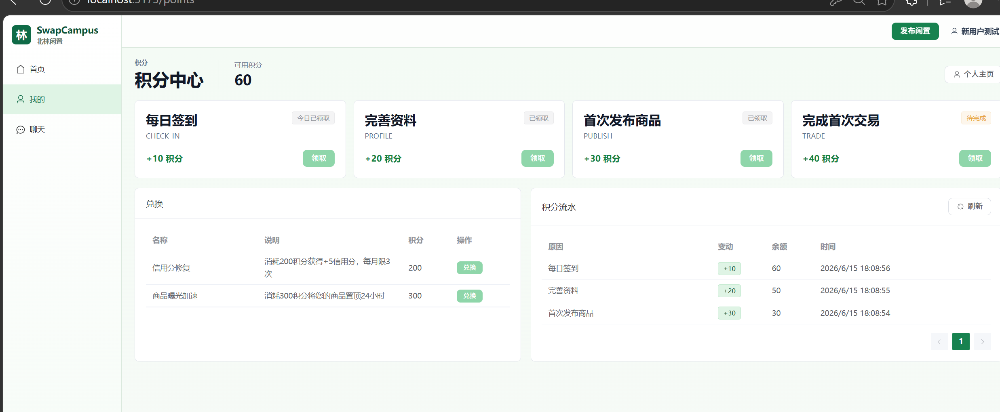 localhost:5173/points
林
SwapCampus
北林闲置
首页
我的
聊天
发布闲置
新用户测试
积分
积分中心
可用积分
60
个人主页
每日签到
今日已领取
CHECK_IN
+10 积分
领取
完善资料
已领取
PROFILE
+20 积分
领取
首次发布商品
已领取
PUBLISH
+30 积分
领取
完成首次交易
待完成
TRADE
+40 积分
领取
兑换
名称 说明 积分 操作
信用分修复 消耗200积分获得+5信用分，每月限3
次 200 兑换
商品曝光加速 消耗300积分将您的商品置顶24小时 300 兑换
积分流水
刷新
原因 变动 余额 时间
每日签到 +10 60 2026/6/15 18:08:56
完善资料 +20 50 2026/6/15 18:08:55
首次发布商品 +30 30 2026/6/15 18:08:54
1